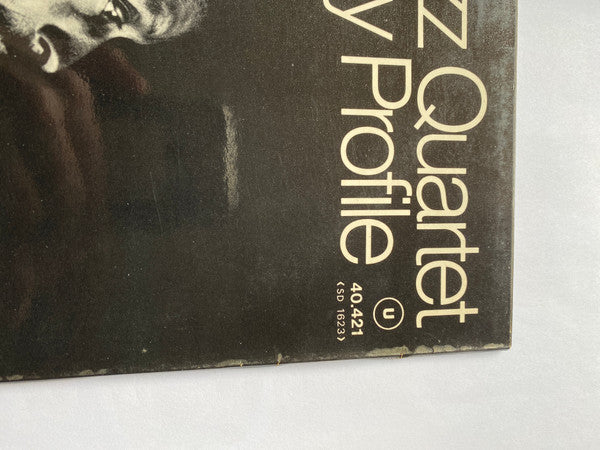 zz Quartet
y Profile
U
40.421
(SD 1623)